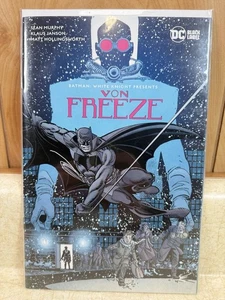 SEAN MURPHY
KLAUS JANSON
MATT HOLLINGSWORTH
DC
BLACK LABEL
BATMAN: WHITE KNIGHT PRESENTS
VON
FREEZE